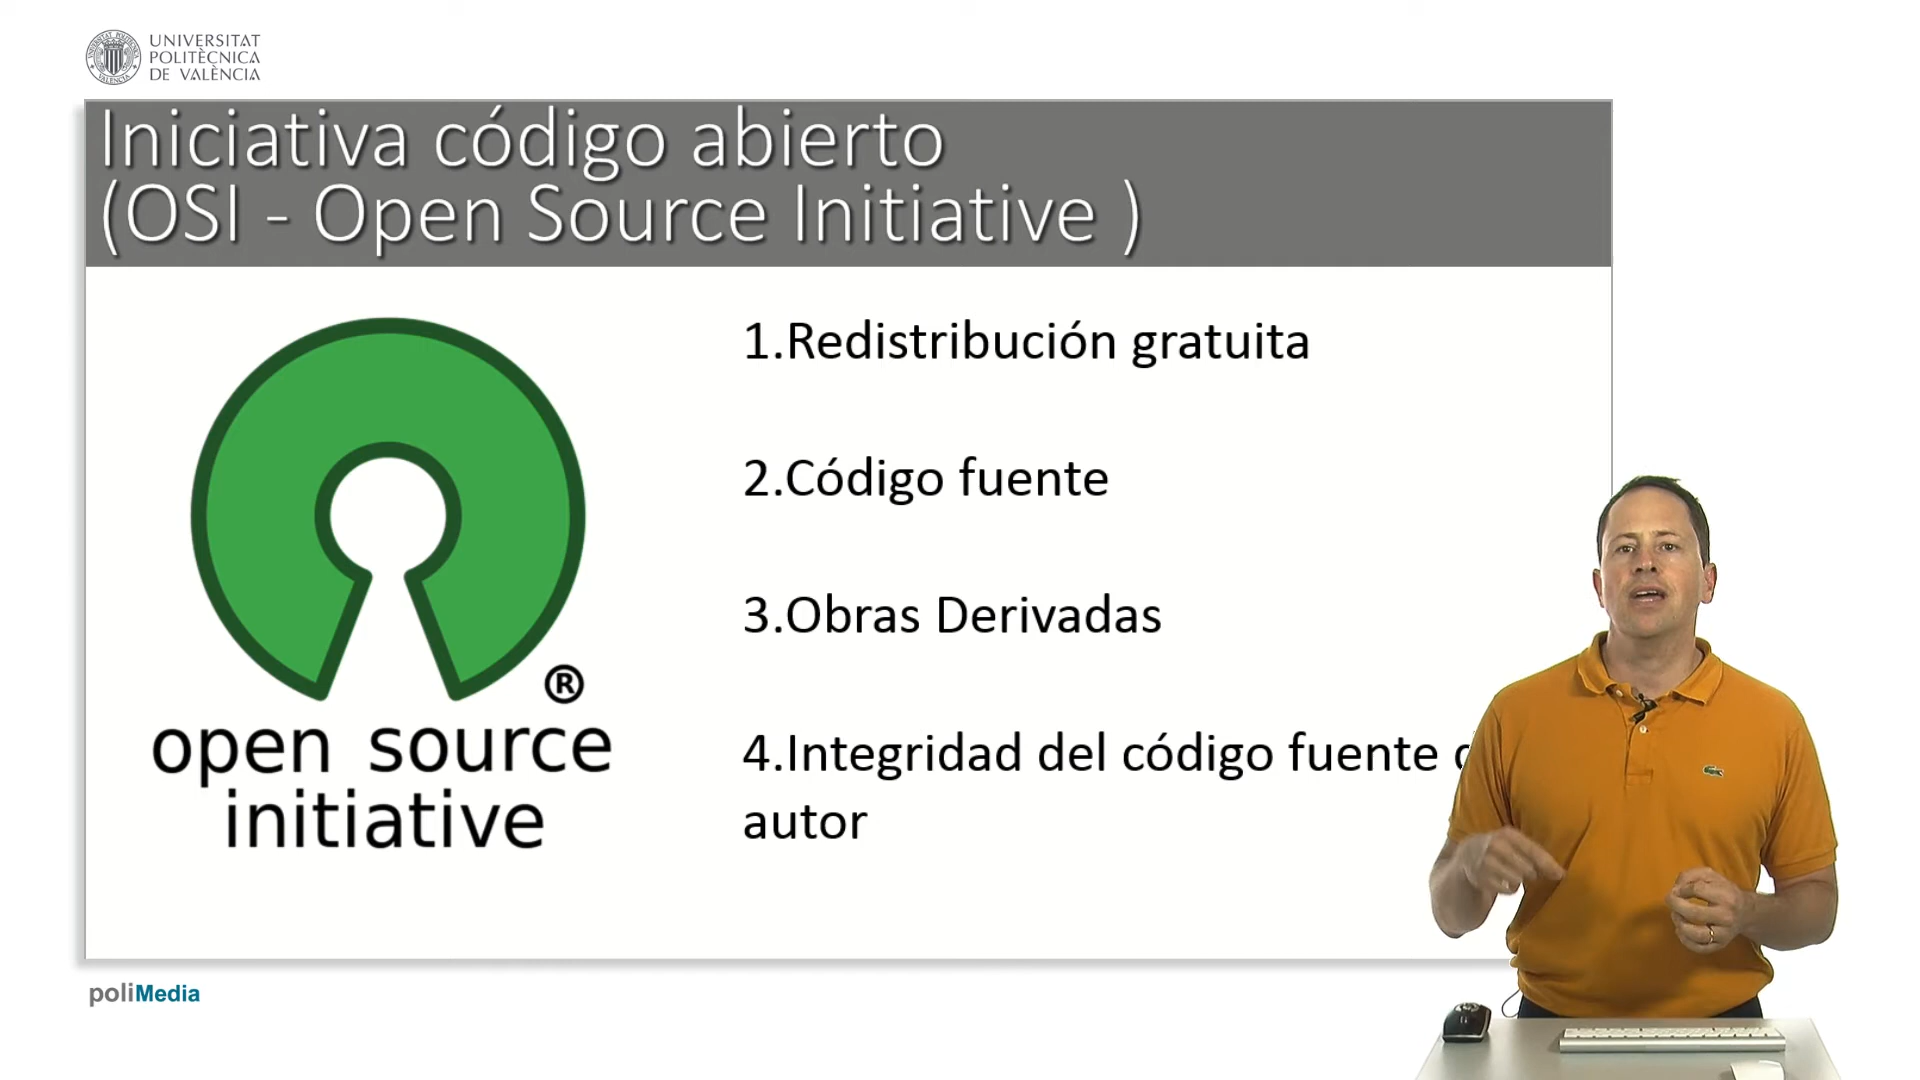 UNIVERSITAT
POLITÈCNICA
DE VALÈNCIA
Iniciativa código abierto
(OSI - Open Source Initiative )
1.Redistribución gratuita
2.Código fuente
3.Obras Derivadas
4.Integridad del código fuente
autor
®
open source
initiative
poliMedia